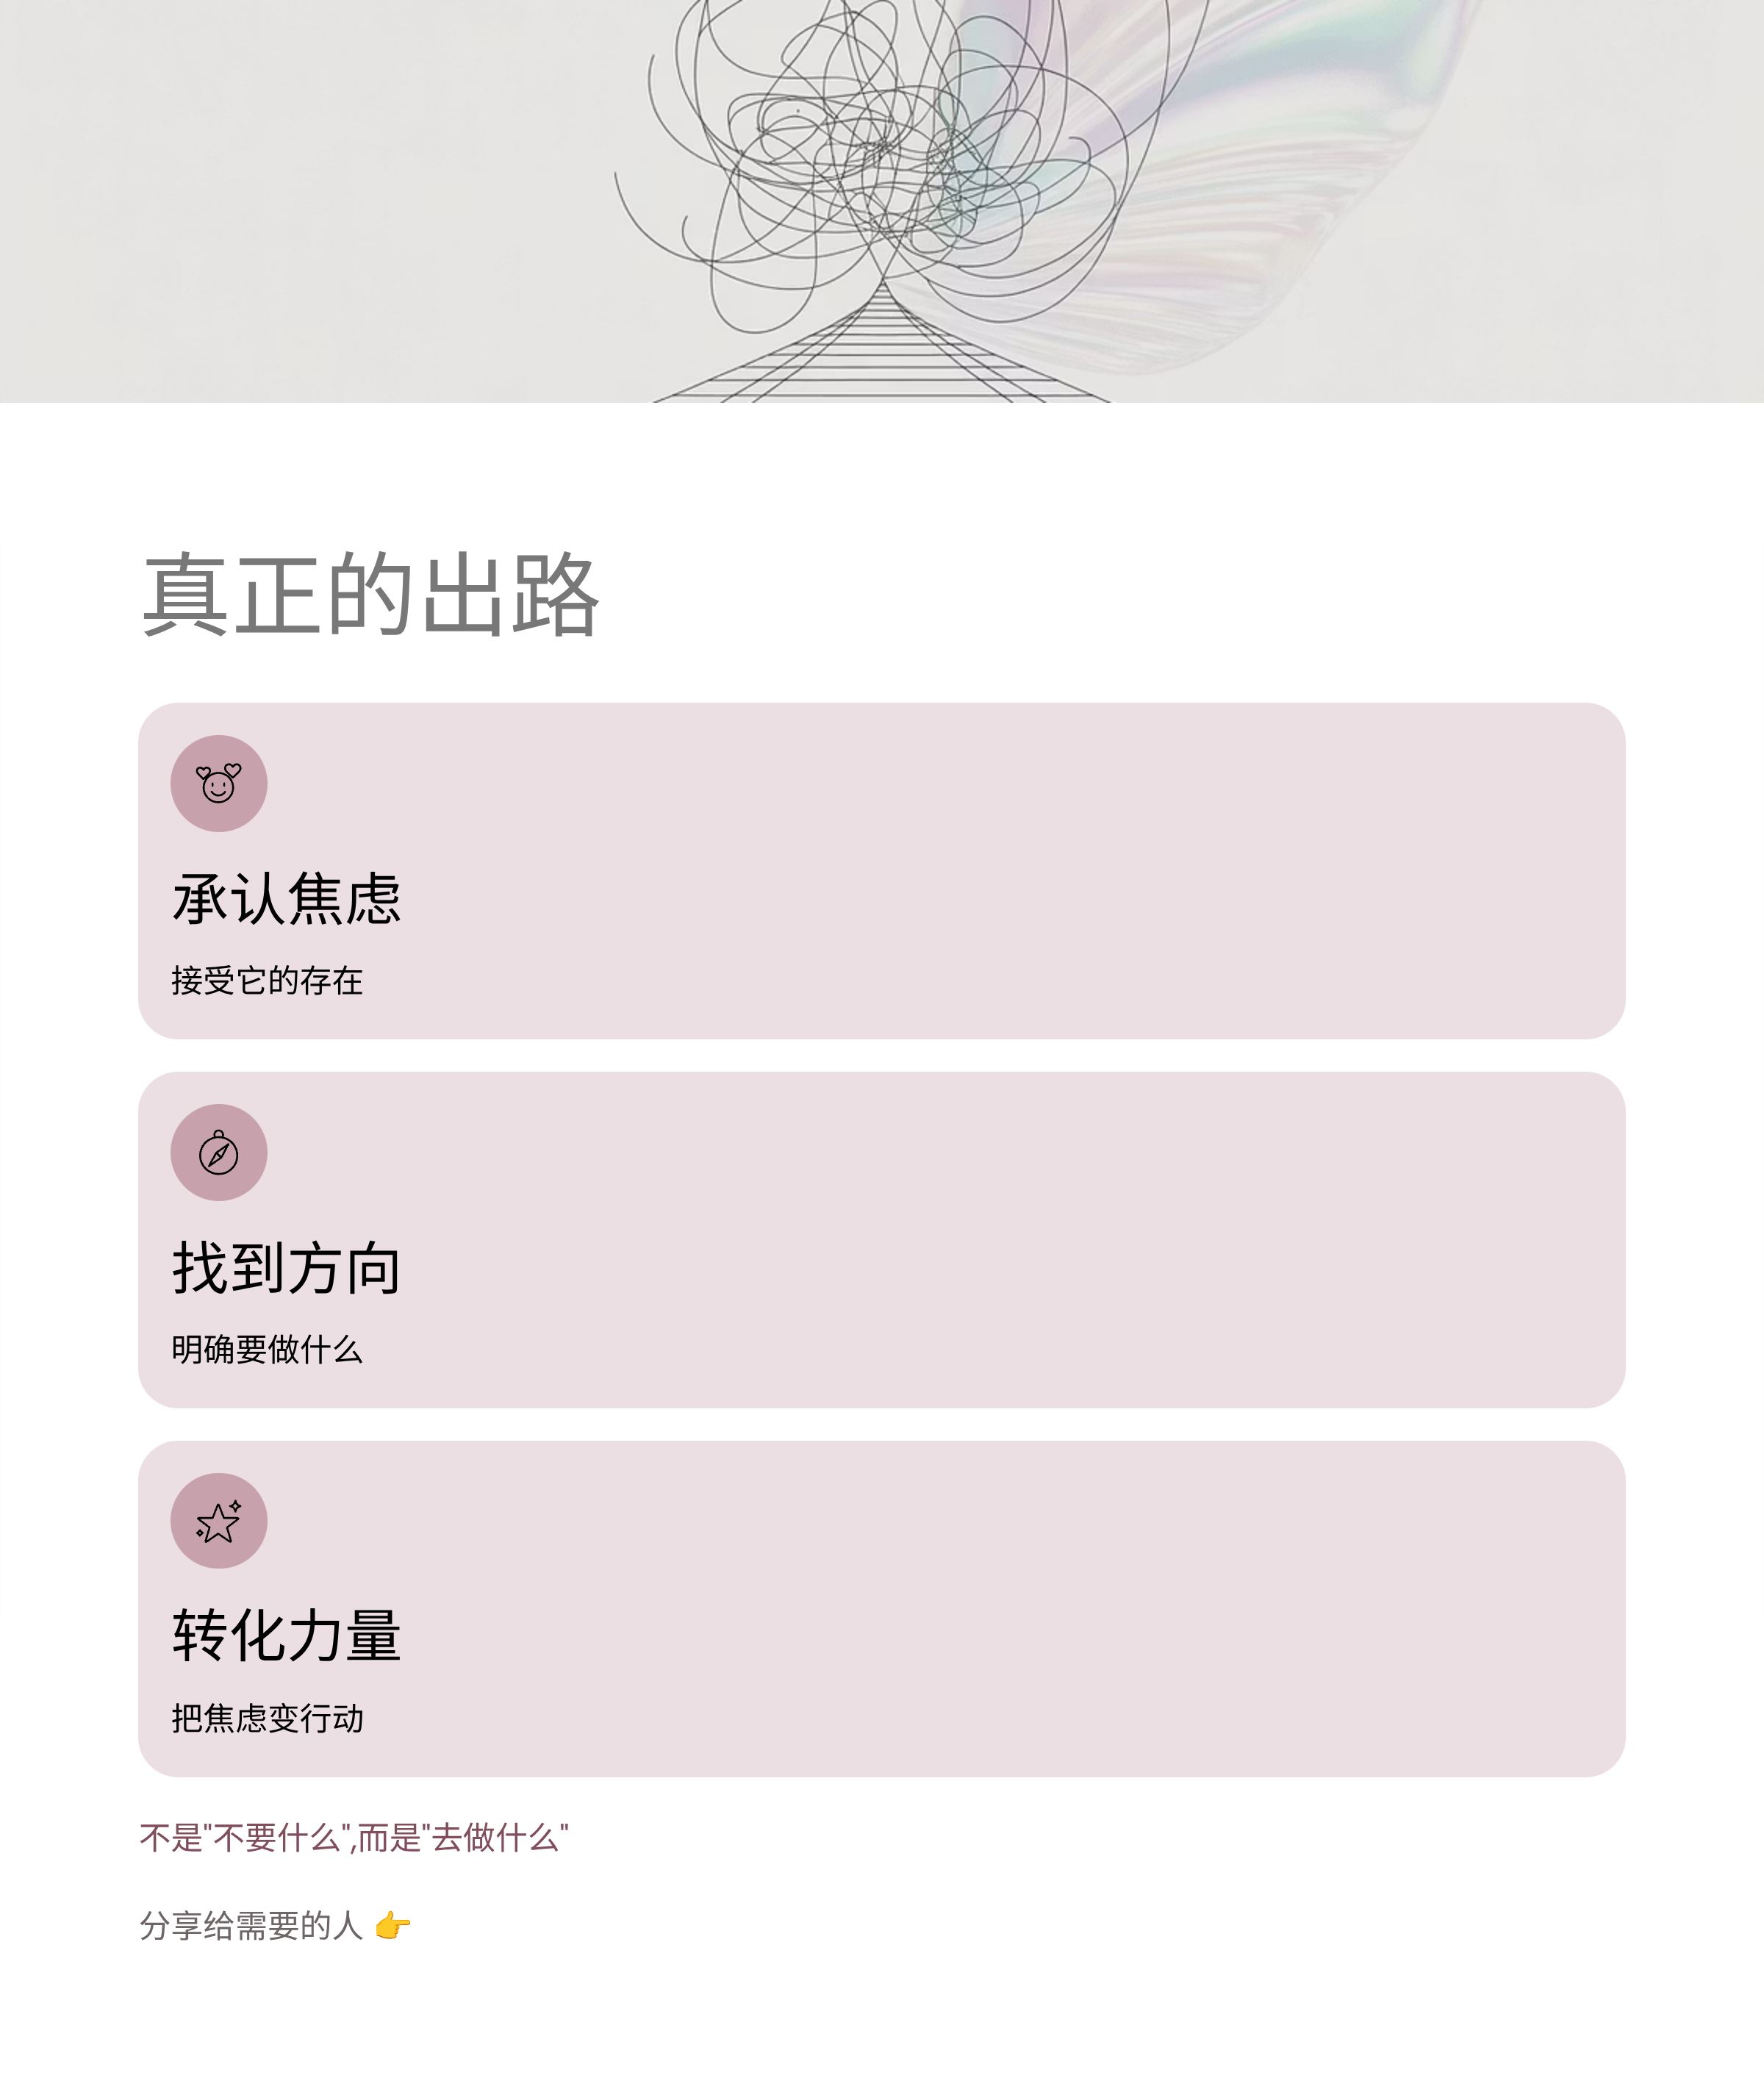 真正的出路
承认焦虑
接受它的存在
找到方向
明确要做什么
转化力量
把焦虑变行动
不是"不要什么",而是"去做什么"
分享给需要的人 👉